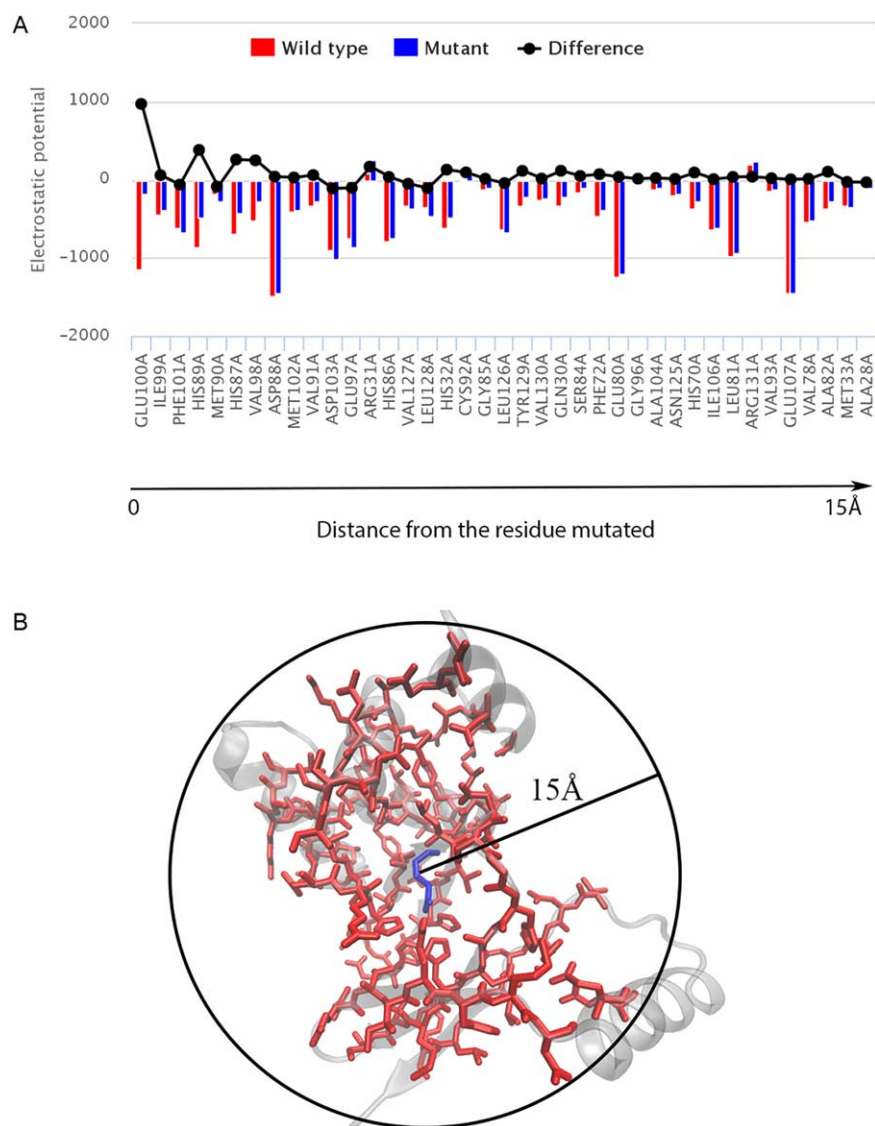 A
2000
Wild type Mutant Difference
1000
0
−1000
−2000
Electrostatic potential
GLU100A
ILE99A
PHE101A
HIS89A
MET90A
HIS87A
VAL98A
ASP88A
MET102A
VAL91A
ASP103A
GLU97A
ARG31A
HIS86A
VAL127A
LEU128A
HIS32A
CYS92A
GLY85A
LEU126A
TYR129A
VAL130A
GLN30A
SER84A
PHE72A
GLU80A
GLY96A
ALA104A
ASN125A
HIS70A
ILE106A
LEU81A
ARG131A
VAL93A
GLU107A
VAL78A
ALA82A
MET33A
ALA28A
0 15Å
Distance from the residue mutated
B
15Å